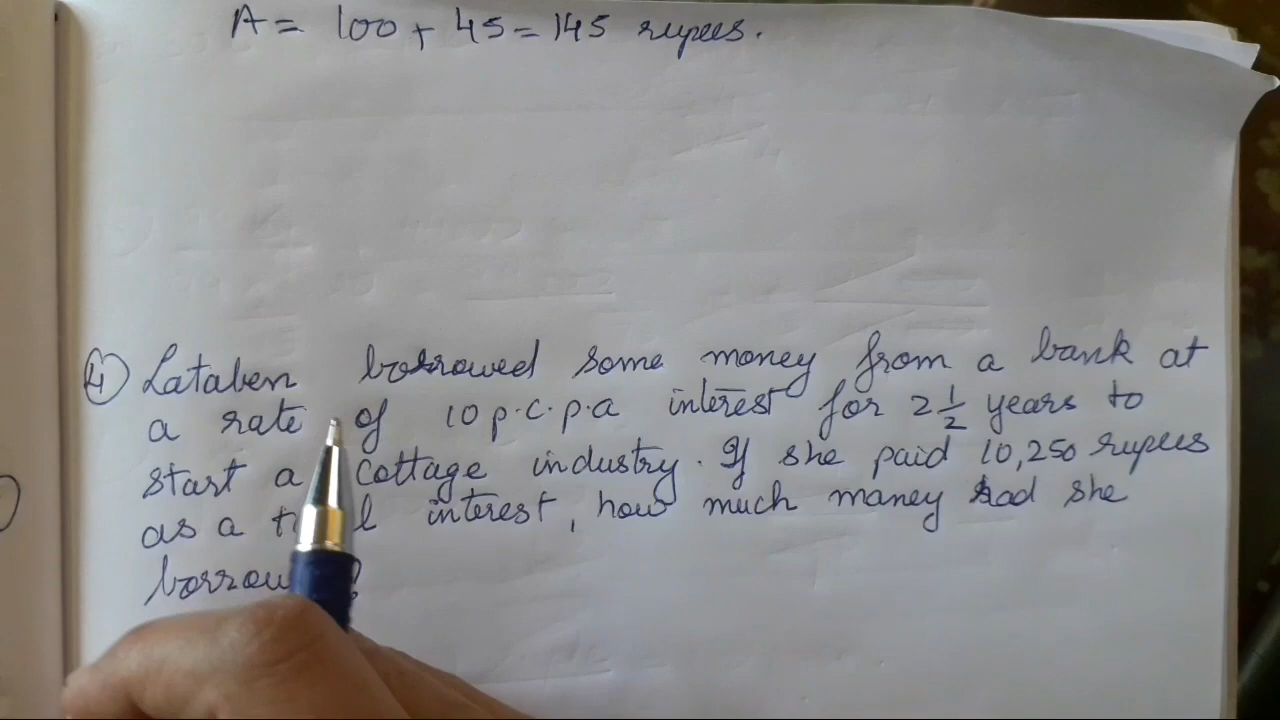 A = 100 + 45 = 145 rupees.
4 Lataben borrowed some money from a bank at
a rate of 10 p.c.p.a interest for 2 1/2 years to
start a cottage industry. If she paid 10,250 rupees
as a interest, how much maney had she